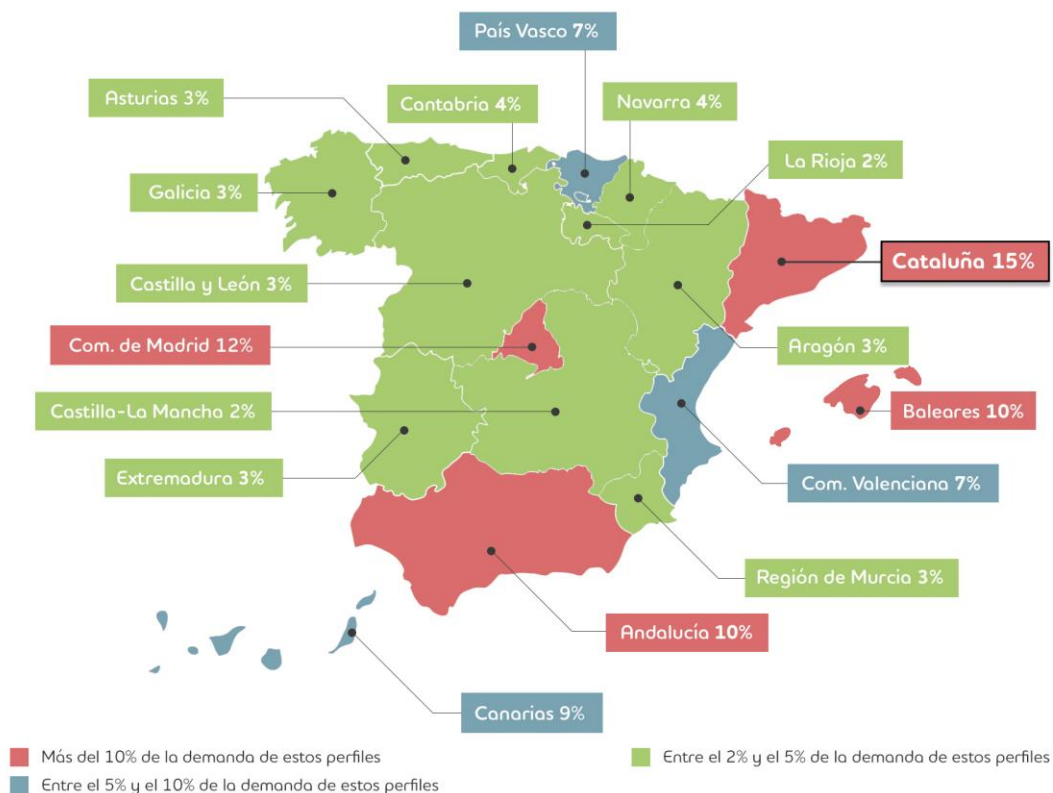 País Vasco 7%
Asturias 3%
Cantabria 4%
Navarra 4%
La Rioja 2%
Galicia 3%
Cataluña 15%
Castilla y León 3%
Com. de Madrid 12%
Aragón 3%
Castilla-La Mancha 2%
Baleares 10%
Extremadura 3%
Com. Valenciana 7%
Región de Murcia 3%
Andalucía 10%
Canarias 9%
Más del 10% de la demanda de estos perfiles
Entre el 2% y el 5% de la demanda de estos perfiles
Entre el 5% y el 10% de la demanda de estos perfiles